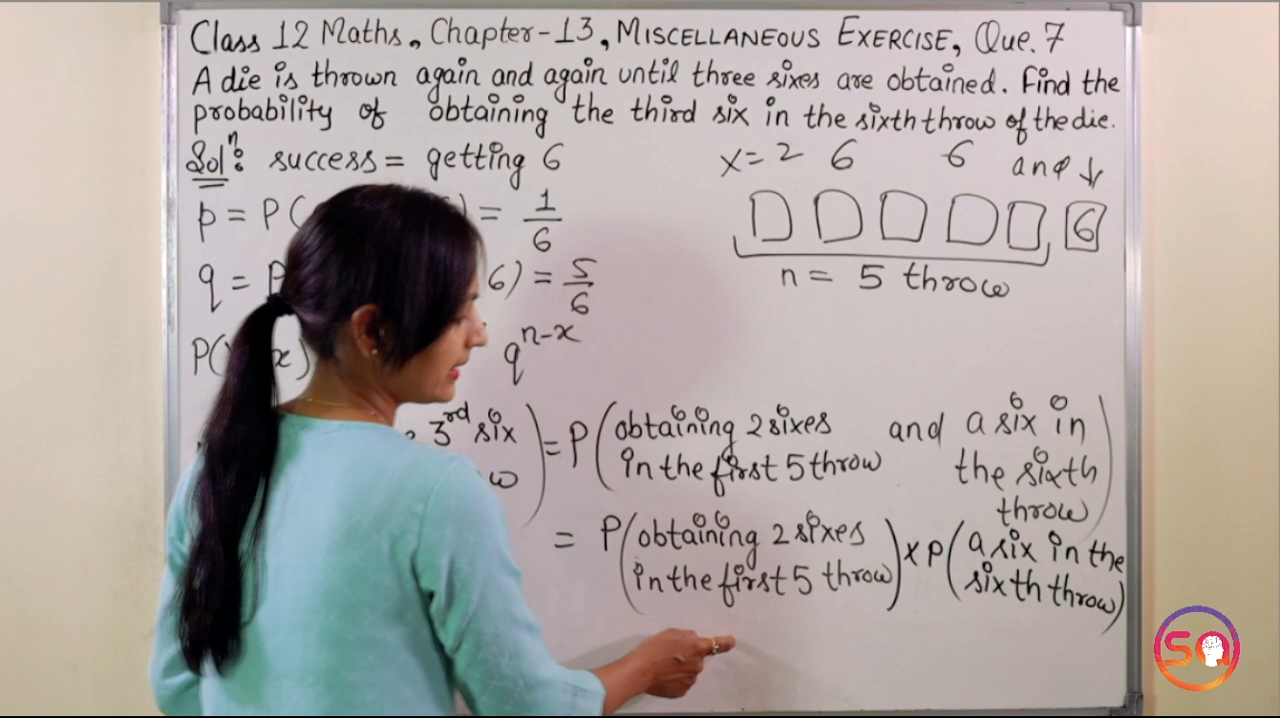 Class 12 Maths, Chapter-13, MISCELLANEOUS EXERCISE, Que. 7
A die is thrown again and again until three sixes are obtained. Find the
probability of obtaining the third six in the sixth throw of the die.
Solⁿ: success = getting 6
x = 2 6 6 and ↓
p = P( ) = 1/6
6
n = 5 throw
q = P 6) = 5/6
P( x) q^(n-x)
3rd six
= P(obtaining 2 sixes in the first 5 throw and a six in the sixth throw)
= P(obtaining 2 sixes in the first 5 throw) × P(a six in the sixth throw)
SQ